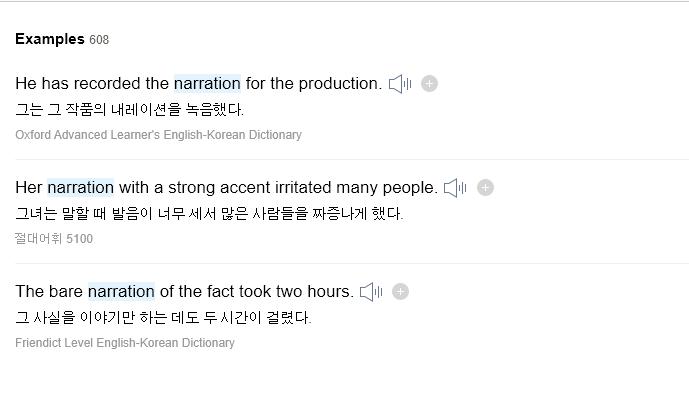 Examples 608
He has recorded the narration for the production.
그는 그 작품의 내레이션을 녹음했다.
Oxford Advanced Learner's English-Korean Dictionary
Her narration with a strong accent irritated many people.
그녀는 말할 때 발음이 너무 세서 많은 사람들을 짜증나게 했다.
절대어휘 5100
The bare narration of the fact took two hours.
그 사실을 이야기만 하는 데도 두 시간이 걸렸다.
Friendict Level English-Korean Dictionary